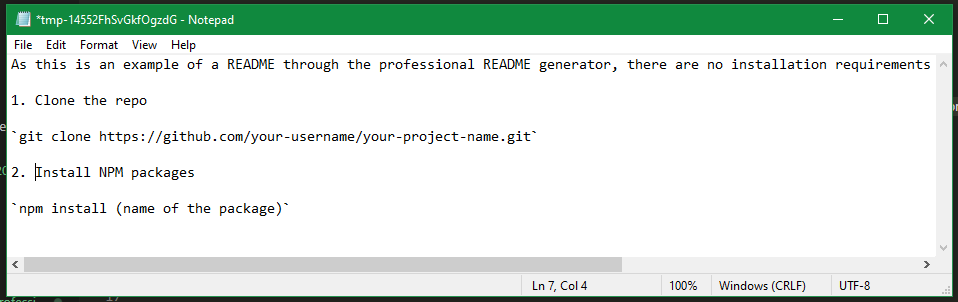 *tmp-14552FhSvGkfOgzdG - Notepad
File Edit Format View Help
As this is an example of a README through the professional README generator, there are no installation requirements
1. Clone the repo
`git clone https://github.com/your-username/your-project-name.git`
2. Install NPM packages
`npm install (name of the package)`
Ln 7, Col 4 100% Windows (CRLF) UTF-8